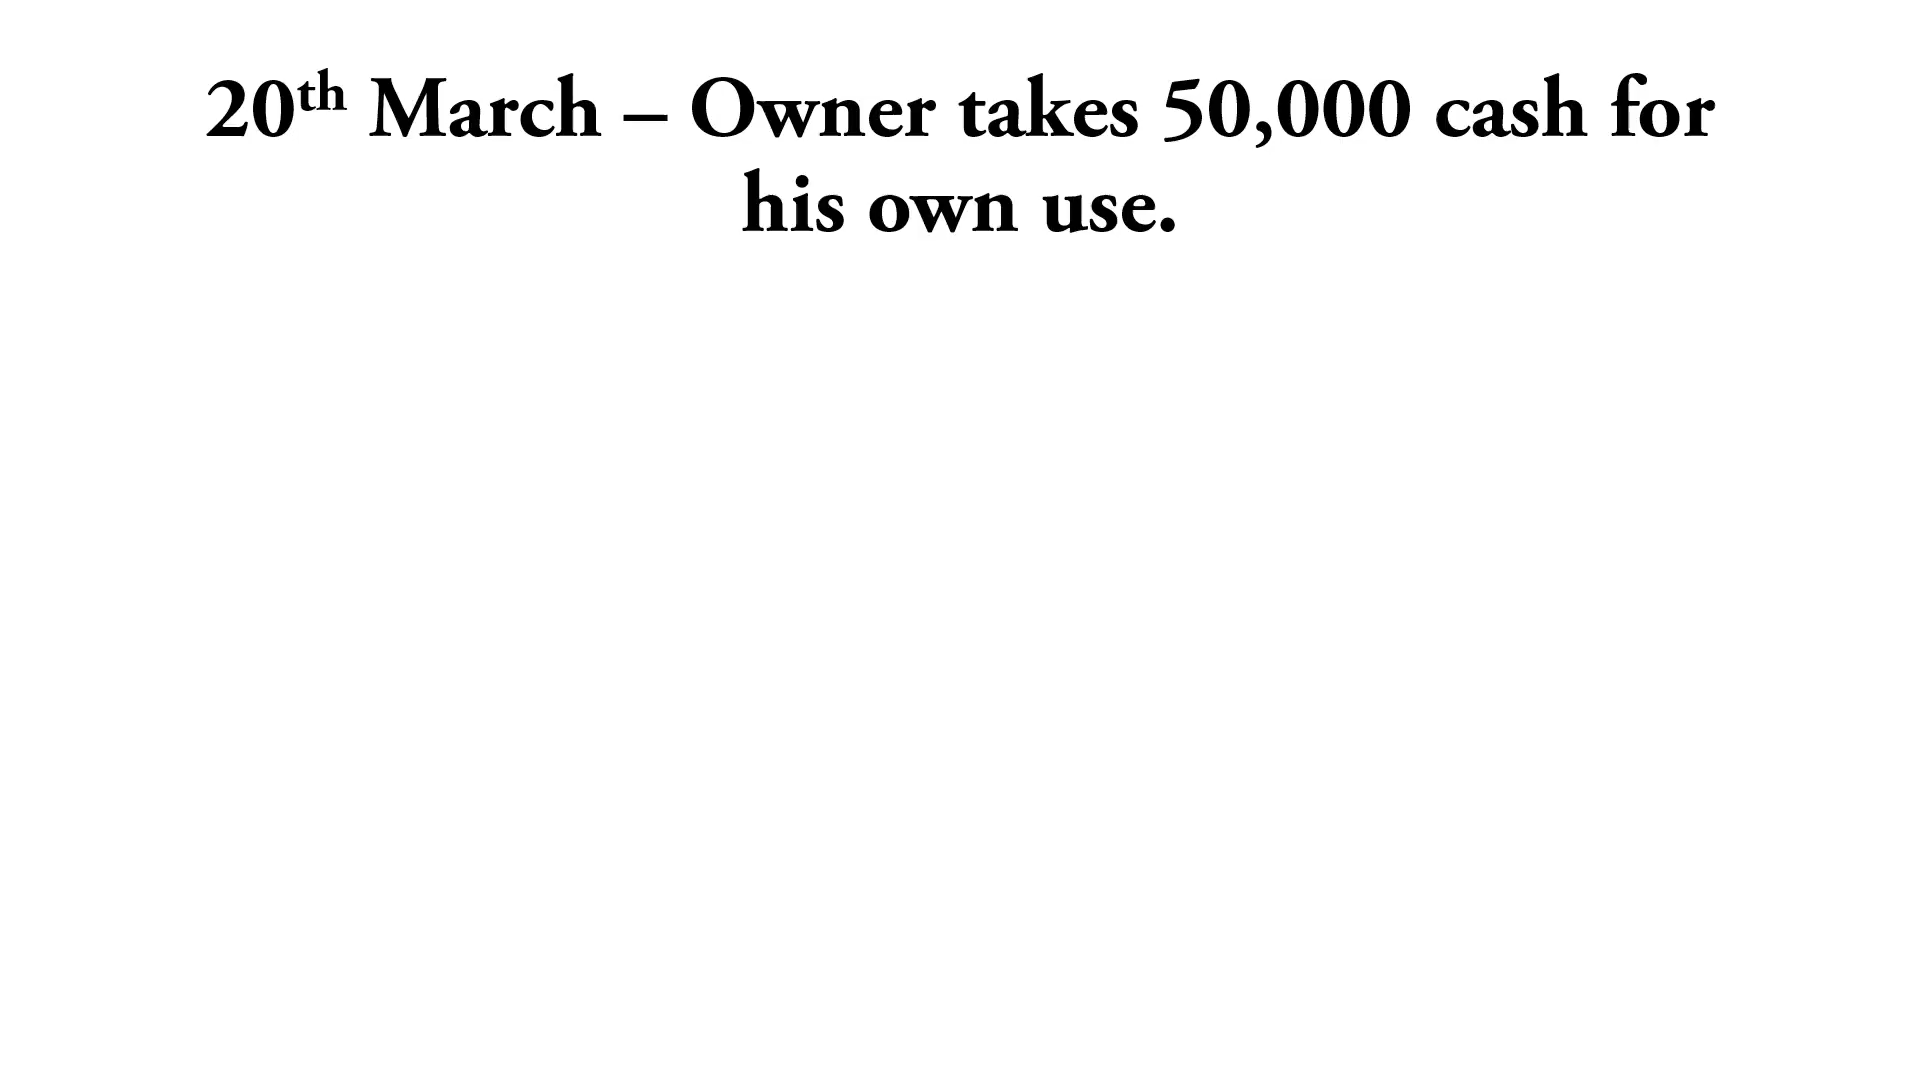 20th March – Owner takes 50,000 cash for
his own use.